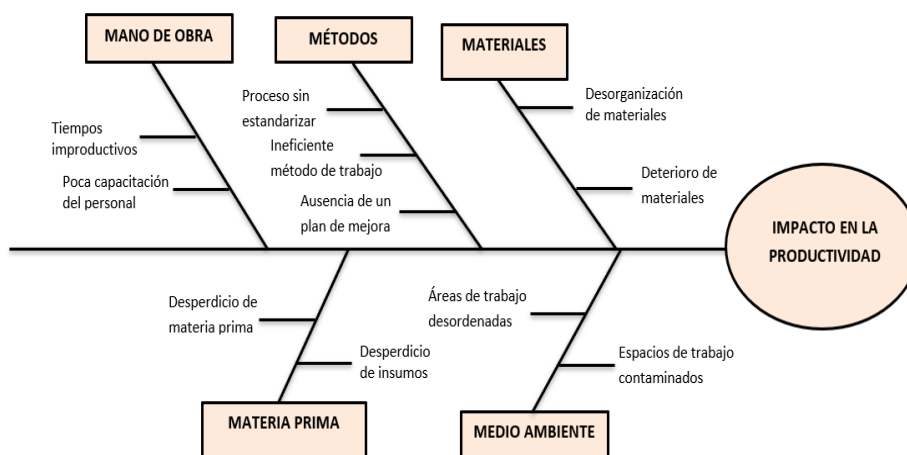 MANO DE OBRA
MÉTODOS
MATERIALES
Proceso sin
estandarizar
Ineficiente
método de trabajo
Ausencia de un
plan de mejora
Tiempos
improductivos
Poca capacitación
del personal
Desorganización
de materiales
Deterioro de
materiales
IMPACTO EN LA
PRODUCTIVIDAD
Desperdicio de
materia prima
Desperdicio
de insumos
Áreas de trabajo
desordenadas
Espacios de trabajo
contaminados
MATERIA PRIMA
MEDIO AMBIENTE